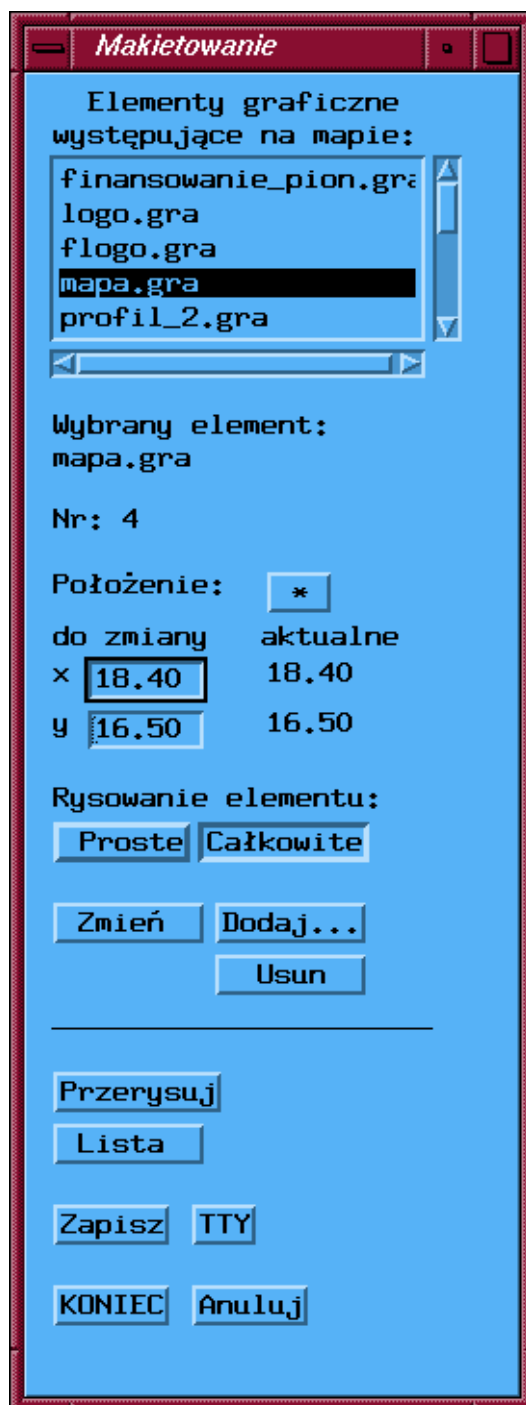 Makietowanie
Elementy graficzne
występujące na mapie:
finansowanie_pion.gra
logo.gra
flogo.gra
mapa.gra
profil_2.gra
Wybrany element:
mapa.gra
Nr: 4
Położenie: *
do zmiany aktualne
x 18.40 18.40
y 16.50 16.50
Rysowanie elementu:
Proste Całkowite
Zmień Dodaj...
Usun
Przerysuj
Lista
Zapisz TTY
KONIEC Anuluj